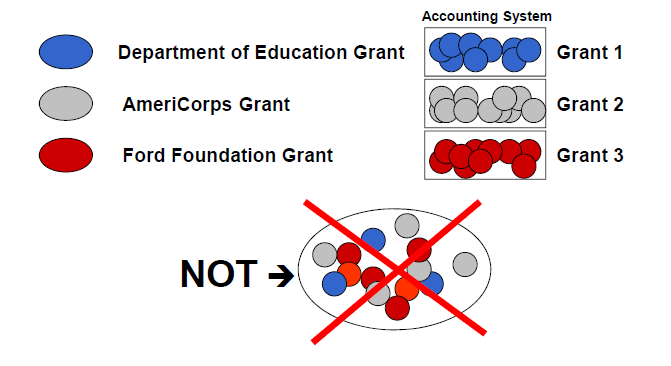 Accounting System
Department of Education Grant Grant 1
AmeriCorps Grant Grant 2
Ford Foundation Grant Grant 3
NOT ➔